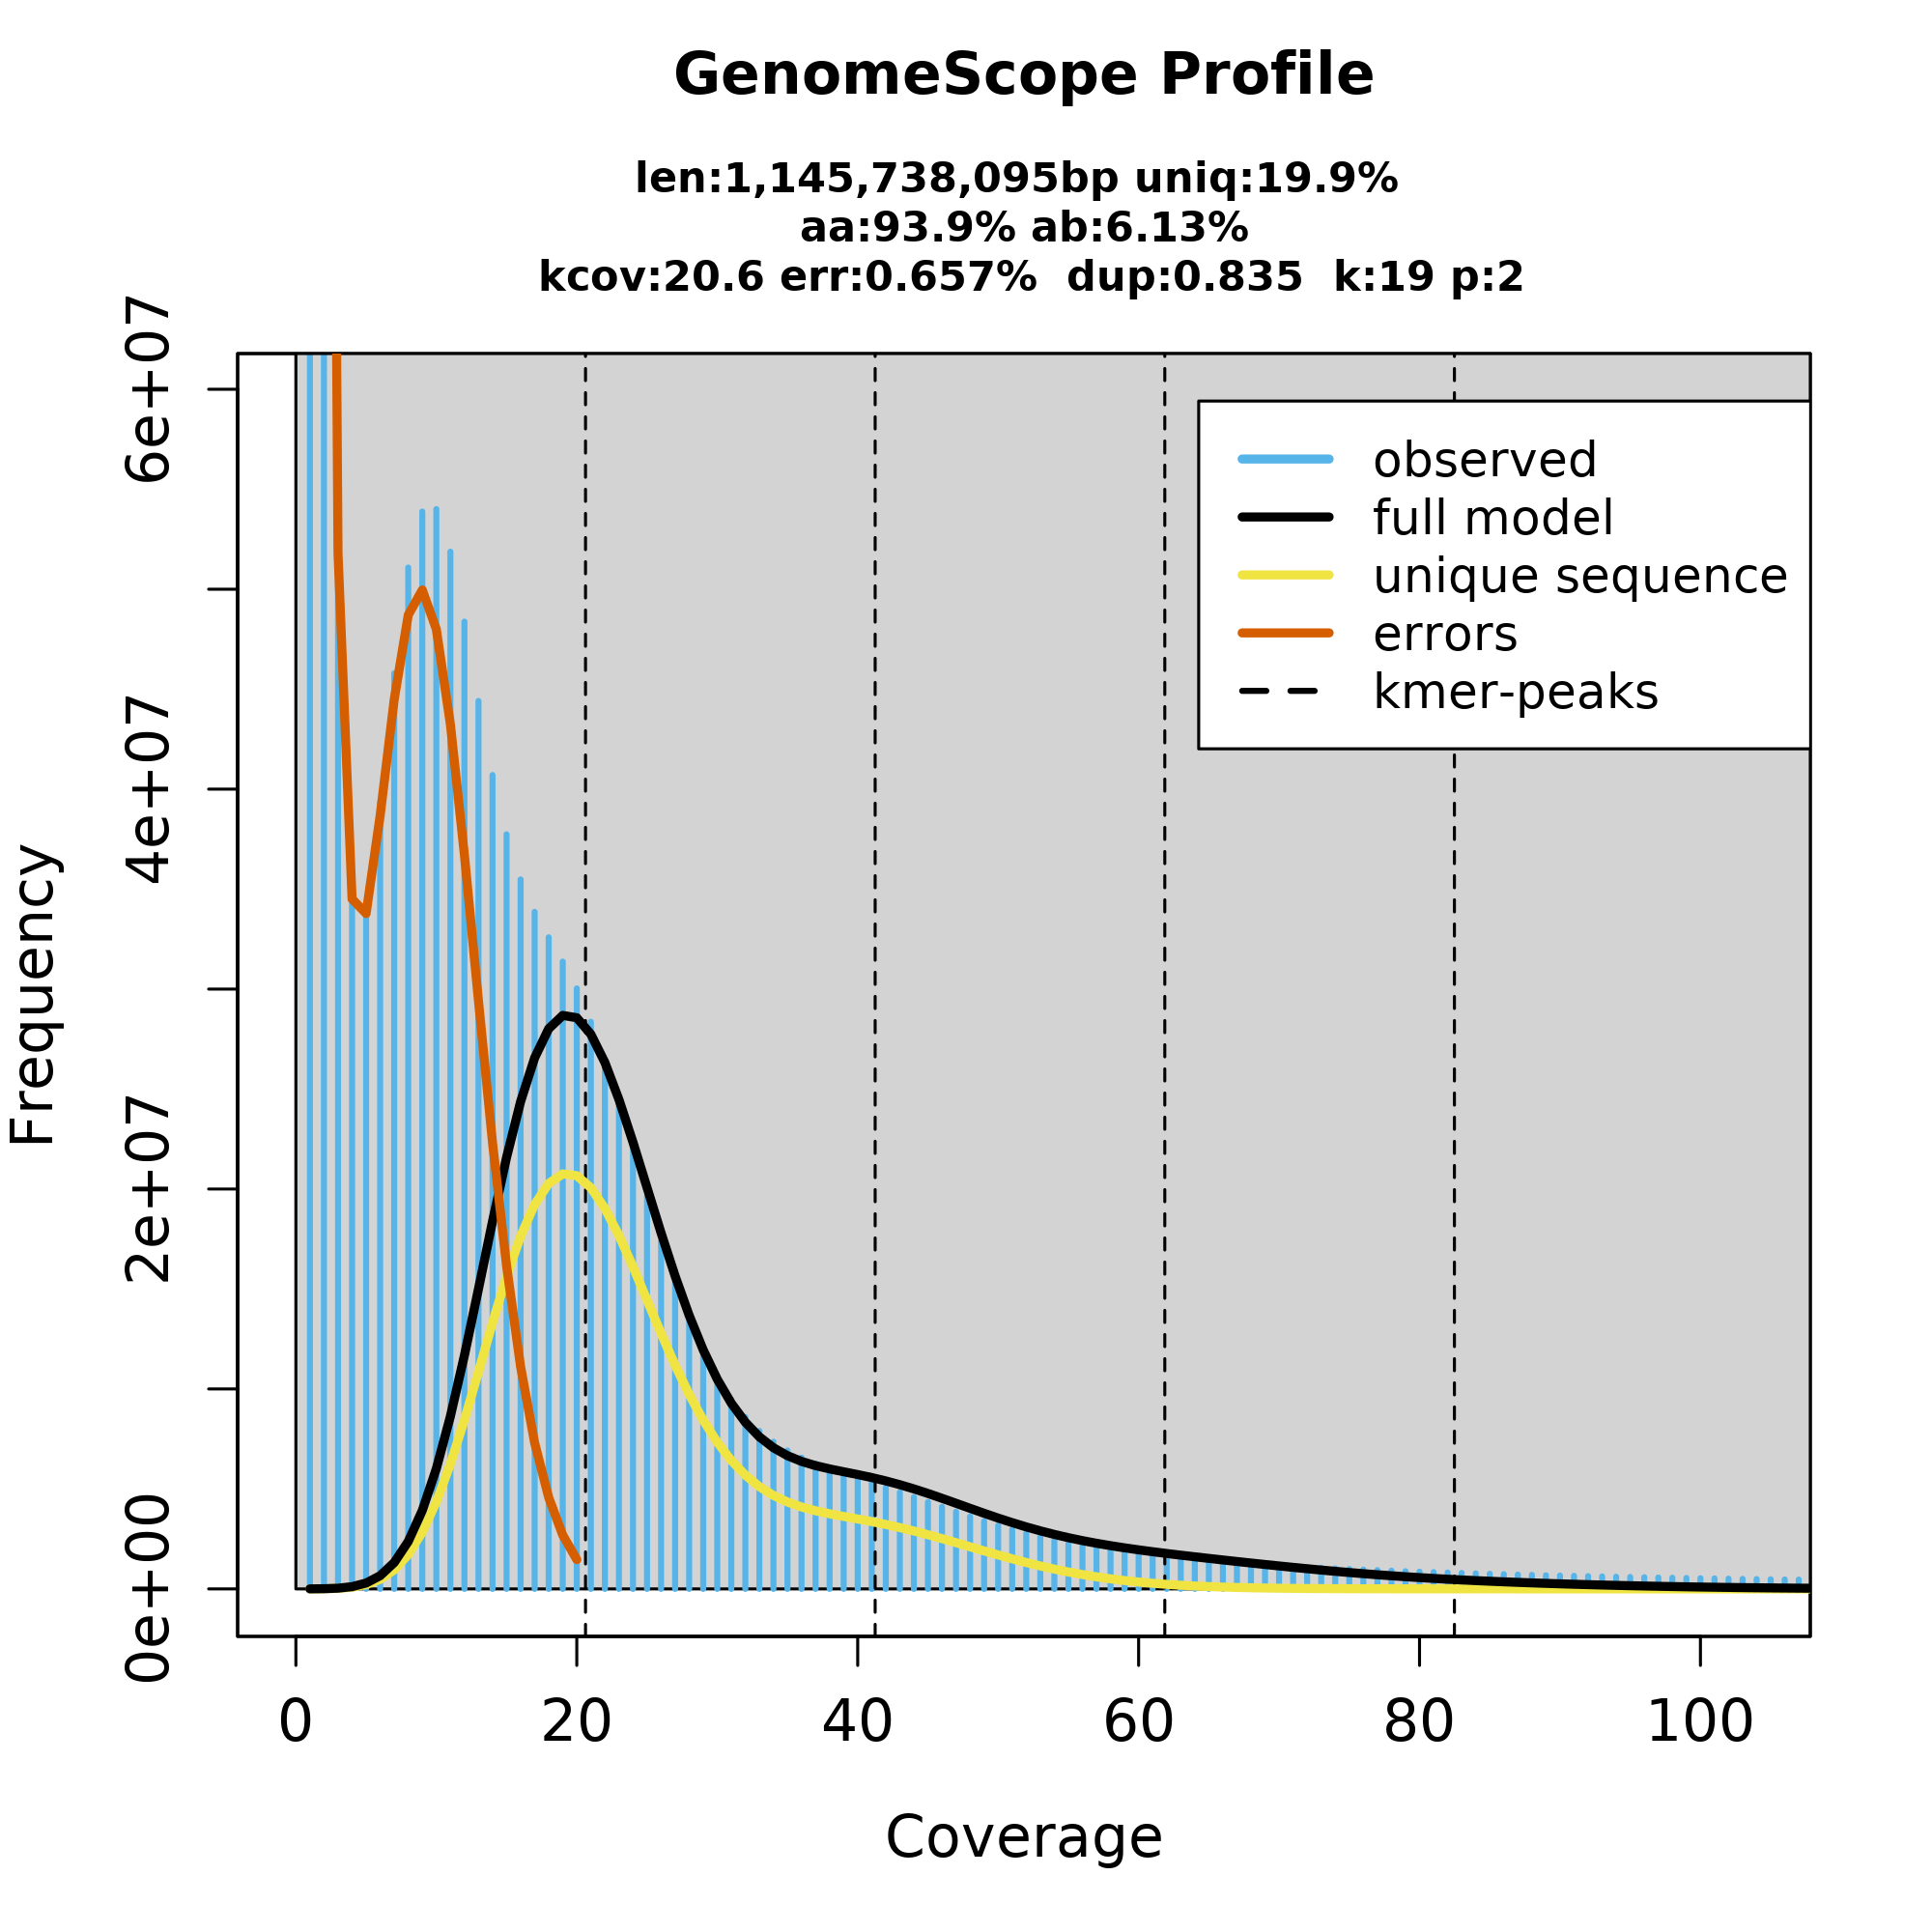 GenomeScope Profile
len:1,145,738,095bp uniq:19.9%
aa:93.9% ab:6.13%
kcov:20.6 err:0.657%  dup:0.835  k:19 p:2
6e+07
4e+07
2e+07
0e+00
Frequency
observed
full model
unique sequence
errors
kmer-peaks
0 20 40 60 80 100
Coverage